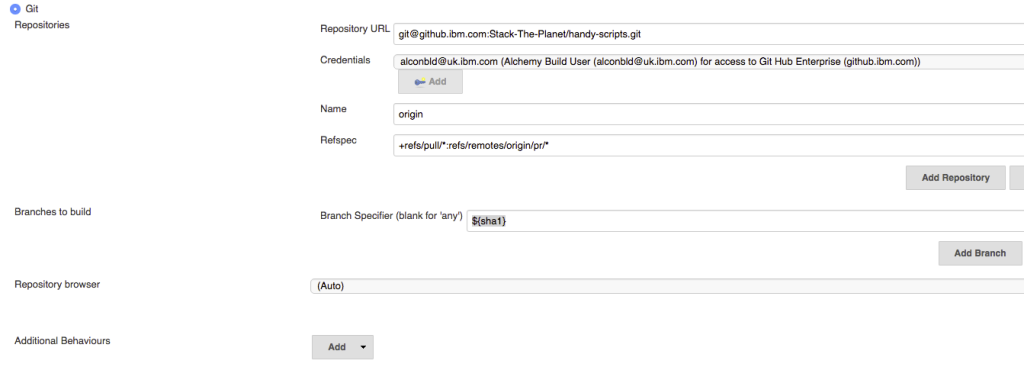 Git
Repositories
Repository URL
git@github.ibm.com:Stack-The-Planet/handy-scripts.git
Credentials
alconbld@uk.ibm.com (Alchemy Build User (alconbld@uk.ibm.com) for access to Git Hub Enterprise (github.ibm.com))
Add
Name
origin
Refspec
+refs/pull/*:refs/remotes/origin/pr/*
Add Repository
Branches to build
Branch Specifier (blank for 'any')
${sha1}
Add Branch
Repository browser
(Auto)
Additional Behaviours
Add